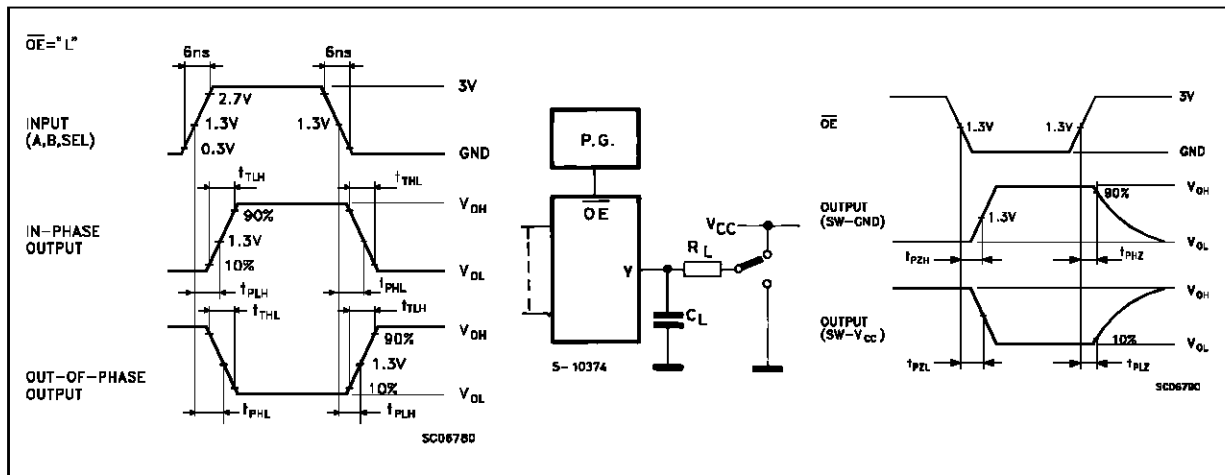 OE="L"
6ns
6ns
3V
2.7V
INPUT
(A,B,SEL)
1.3V
1.3V
0.3V
GND
tTLH
tTHL
VOH
90%
IN-PHASE
OUTPUT
1.3V
10%
VOL
tPLH
tPHL
tTHL
tTLH
VOH
90%
1.3V
OUT-OF-PHASE
OUTPUT
10%
VOL
tPHL
tPLH
SC06780
P.G.
OE
VCC
RL
Y
CL
S-10374
3V
OE
1.3V
1.3V
GND
VOH
90%
OUTPUT
(SW-GND)
1.3V
VOL
tPZH
tPHZ
VOH
OUTPUT
(SW-VCC)
10%
VOL
tPZL
tPLZ
SC06790